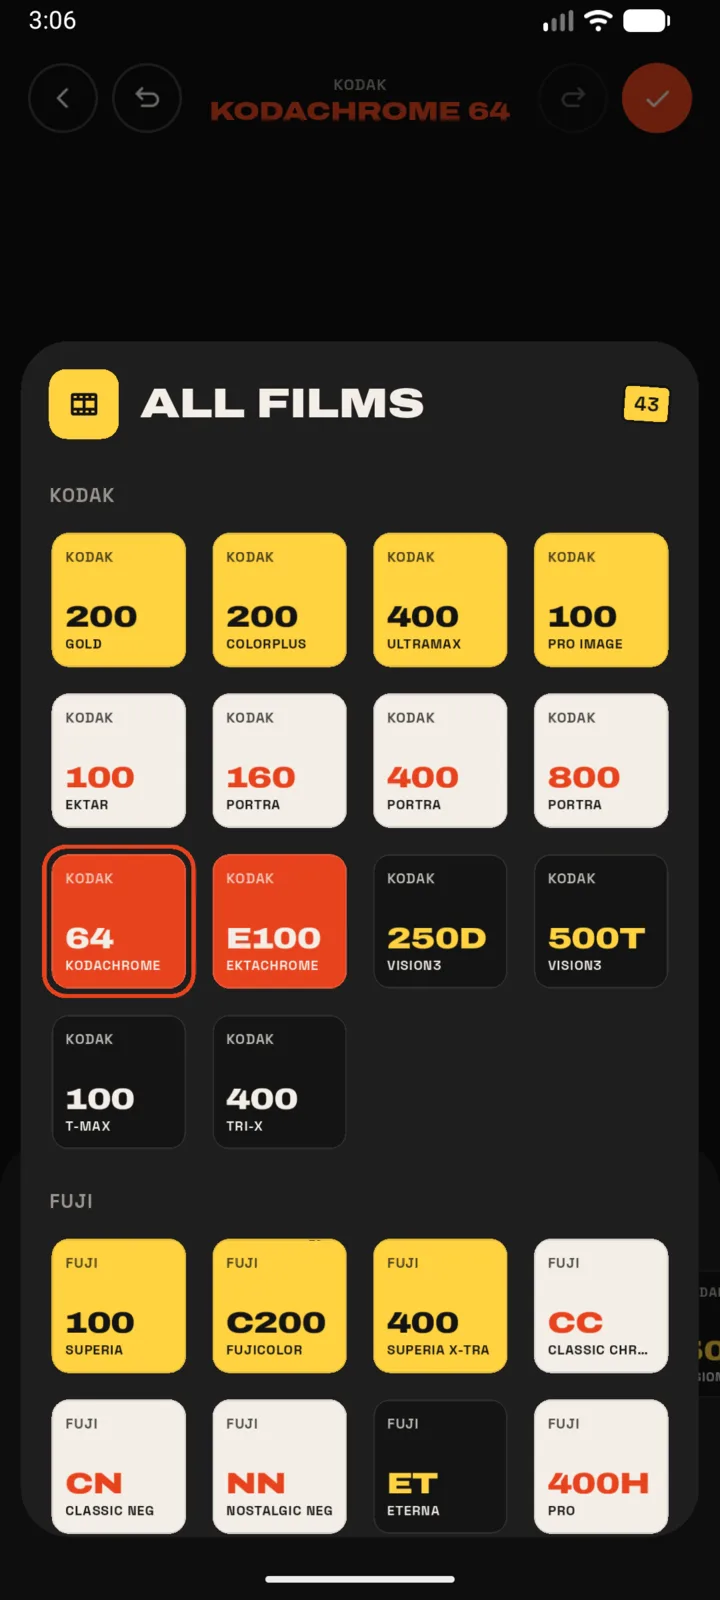 3:06
KODAK
KODACHROME 64
ALL FILMS
43
KODAK
KODAK
200
GOLD
KODAK
200
COLORPLUS
KODAK
400
ULTRAMAX
KODAK
100
PRO IMAGE
KODAK
100
EKTAR
KODAK
160
PORTRA
KODAK
400
PORTRA
KODAK
800
PORTRA
KODAK
64
KODACHROME
KODAK
E100
EKTACHROME
KODAK
250D
VISION3
KODAK
500T
VISION3
KODAK
100
T-MAX
KODAK
400
TRI-X
FUJI
FUJI
100
SUPERIA
FUJI
C200
FUJICOLOR
FUJI
400
SUPERIA X-TRA
FUJI
CC
CLASSIC CHR...
FUJI
CN
CLASSIC NEG
FUJI
NN
NOSTALGIC NEG
FUJI
ET
ETERNA
FUJI
400H
PRO